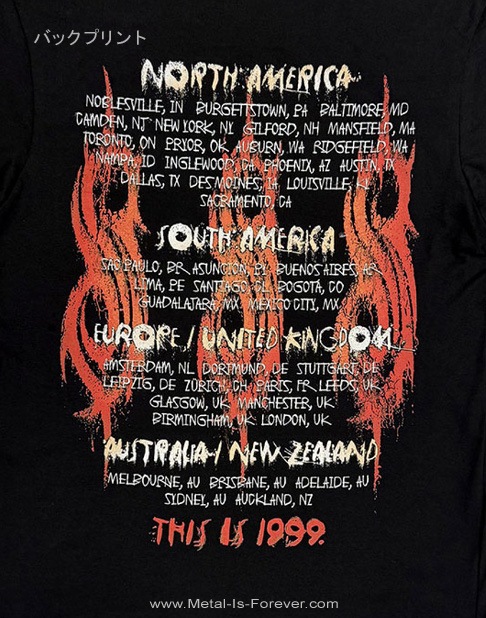 バックプリント
NORTH AMERICA
NOBLESVILLE, IN BURGETTSTOWN, PA BALTIMORE, MD
CAMDEN, NJ NEW YORK, NY GILFORD, NH MANSFIELD, MA
TORONTO, ON PRYOR, OK AUBURN, WA RIDGEFIELD, WA
NAMPA, ID INGLEWOOD, CA PHOENIX, AZ AUSTIN, TX
DALLAS, TX DES MOINES, IA LOUISVILLE, KY
SACRAMENTO, CA
SOUTH AMERICA
SAO PAULO, BR ASUNCION, PY BUENOS AIRES, AR
LIMA, PE SANTIAGO, CL BOGOTA, CO
GUADALAJARA, MX MEXICO CITY, MX
EUROPE / UNITED KINGDOM
AMSTERDAM, NL DORTMUND, DE STUTTGART, DE
LEIPZIG, DE ZÜRICH, CH PARIS, FR LEEDS, UK
GLASGOW, UK MANCHESTER, UK
BIRMINGHAM, UK LONDON, UK
AUSTRALIA / NEW ZEALAND
MELBOURNE, AU BRISBANE, AU ADELAIDE, AU
SYDNEY, AU AUCKLAND, NZ
THIS IS 1999.
www.Metal-Is-Forever.com